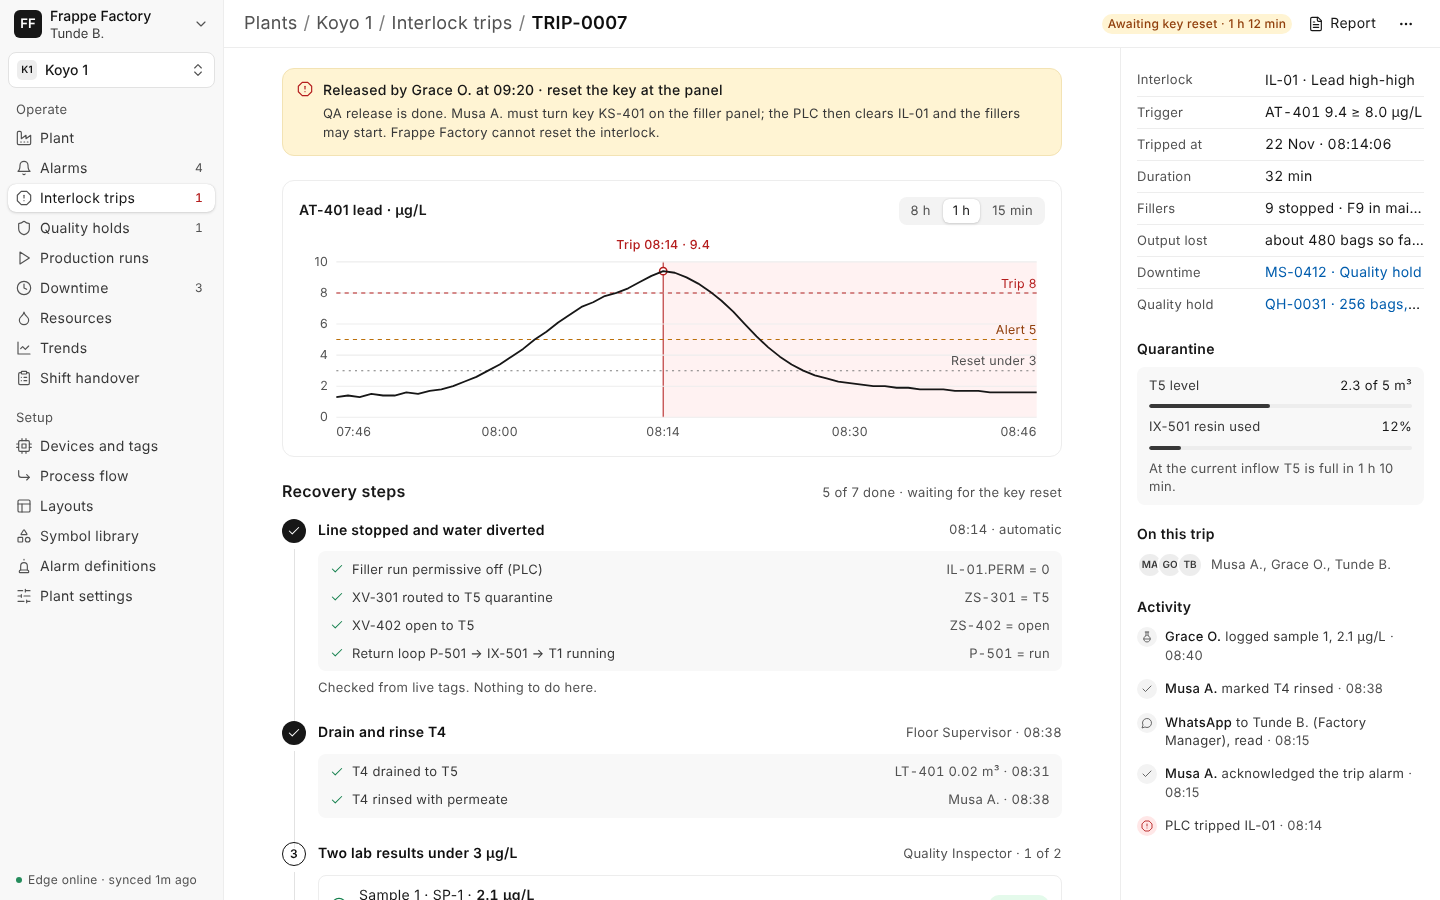 FF
Frappe Factory
Tunde B.
K1 Koyo 1
Operate
Plant
Alarms 4
Interlock trips 1
Quality holds 1
Production runs
Downtime 3
Resources
Trends
Shift handover
Setup
Devices and tags
Process flow
Layouts
Symbol library
Alarm definitions
Plant settings
Edge online · synced 1m ago
Plants / Koyo 1 / Interlock trips / TRIP-0007
Awaiting key reset · 1 h 12 min
Report
Released by Grace O. at 09:20 · reset the key at the panel
QA release is done. Musa A. must turn key KS-401 on the filler panel; the PLC then clears IL-01 and the fillers
may start. Frappe Factory cannot reset the interlock.
AT-401 lead · µg/L
8 h 1 h 15 min
Trip 08:14 · 9.4
10
8
6
4
2
0
Trip 8
Alert 5
Reset under 3
07:46 08:00 08:14 08:30 08:46
Recovery steps 5 of 7 done · waiting for the key reset
Line stopped and water diverted 08:14 · automatic
Filler run permissive off (PLC) IL-01.PERM = 0
XV-301 routed to T5 quarantine ZS-301 = T5
XV-402 open to T5 ZS-402 = open
Return loop P-501 → IX-501 → T1 running P-501 = run
Checked from live tags. Nothing to do here.
Drain and rinse T4 Floor Supervisor · 08:38
T4 drained to T5 LT-401 0.02 m³ · 08:31
T4 rinsed with permeate Musa A. · 08:38
3 Two lab results under 3 µg/L Quality Inspector · 1 of 2
Sample 1 · SP-1 · 2.1 µg/L
Interlock IL-01 · Lead high-high
Trigger AT-401 9.4 ≥ 8.0 µg/L
Tripped at 22 Nov · 08:14:06
Duration 32 min
Fillers 9 stopped · F9 in mai…
Output lost about 480 bags so fa…
Downtime MS-0412 · Quality hold
Quality hold QH-0031 · 256 bags,…
Quarantine
T5 level 2.3 of 5 m³
IX-501 resin used 12%
At the current inflow T5 is full in 1 h 10
min.
On this trip
MA GO TB Musa A., Grace O., Tunde B.
Activity
Grace O. logged sample 1, 2.1 µg/L ·
08:40
Musa A. marked T4 rinsed · 08:38
WhatsApp to Tunde B. (Factory
Manager), read · 08:15
Musa A. acknowledged the trip alarm ·
08:15
PLC tripped IL-01 · 08:14